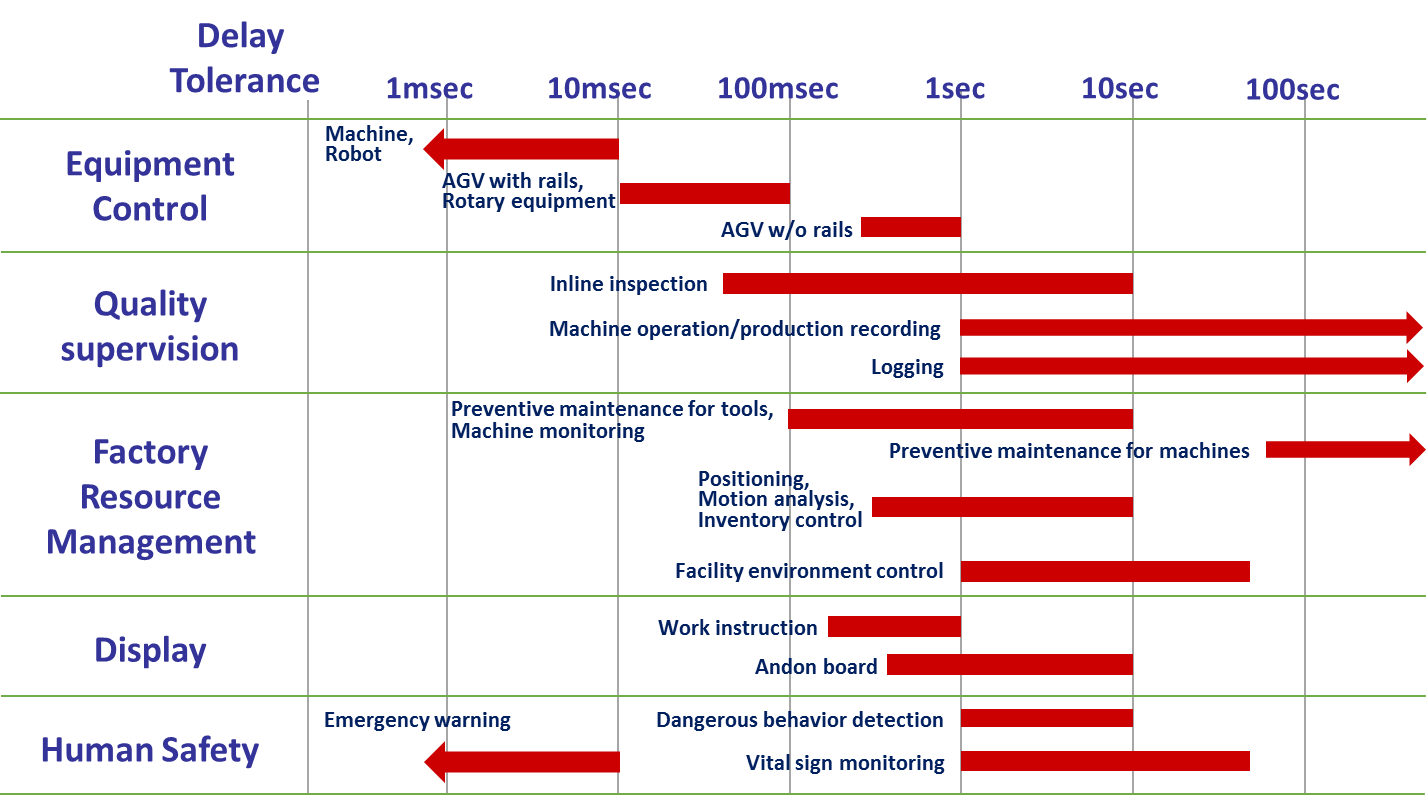 Delay
Tolerance
1msec
10msec
100msec
1sec
10sec
100sec
Equipment
Control
Machine,
Robot
AGV with rails,
Rotary equipment
AGV w/o rails
Quality
supervision
Inline inspection
Machine operation/production recording
Logging
Factory
Resource
Management
Preventive maintenance for tools,
Machine monitoring
Preventive maintenance for machines
Positioning,
Motion analysis,
Inventory control
Facility environment control
Display
Work instruction
Andon board
Human Safety
Emergency warning
Dangerous behavior detection
Vital sign monitoring